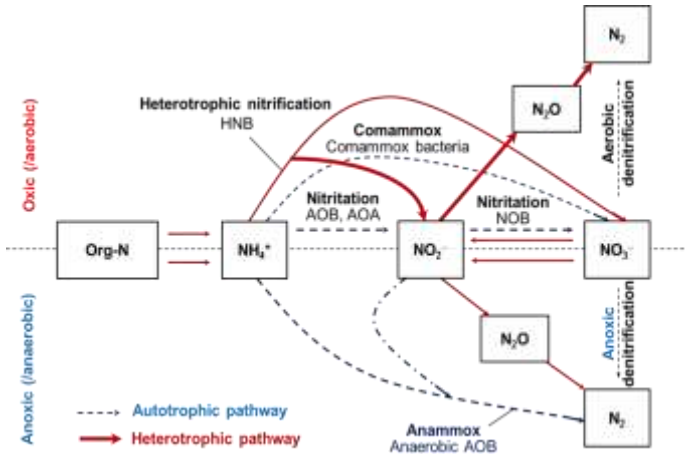 N₂
N₂O
Heterotrophic nitrification
HNB
Comammox
Comammox bacteria
Aerobic
denitrification
Oxic (/aerobic)
Nitritation
AOB, AOA
Nitritation
NOB
Org-N
NH₄⁺
NO₂⁻
NO₃⁻
Anoxic (/anaerobic)
N₂O
Anoxic
denitrification
N₂
Autotrophic pathway
Heterotrophic pathway
Anammox
Anaerobic AOB